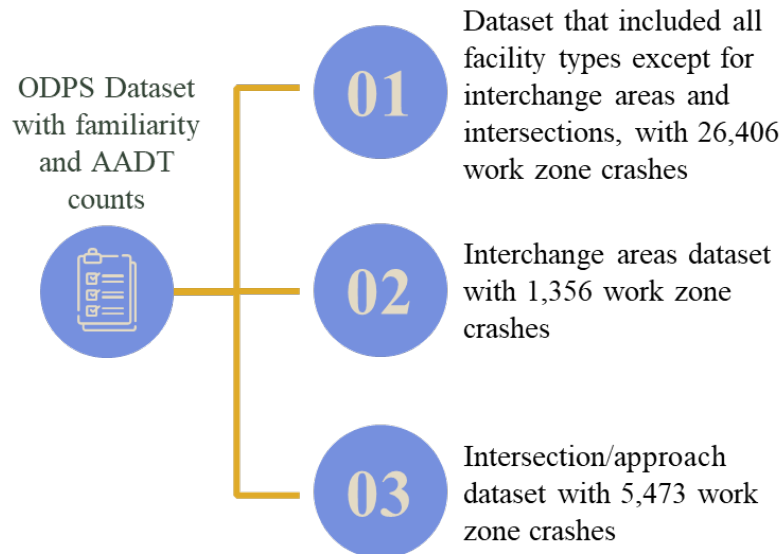 ODPS Dataset
with familiarity
and AADT
counts
01
Dataset that included all
facility types except for
interchange areas and
intersections, with 26,406
work zone crashes
02
Interchange areas dataset
with 1,356 work zone
crashes
03
Intersection/approach
dataset with 5,473 work
zone crashes